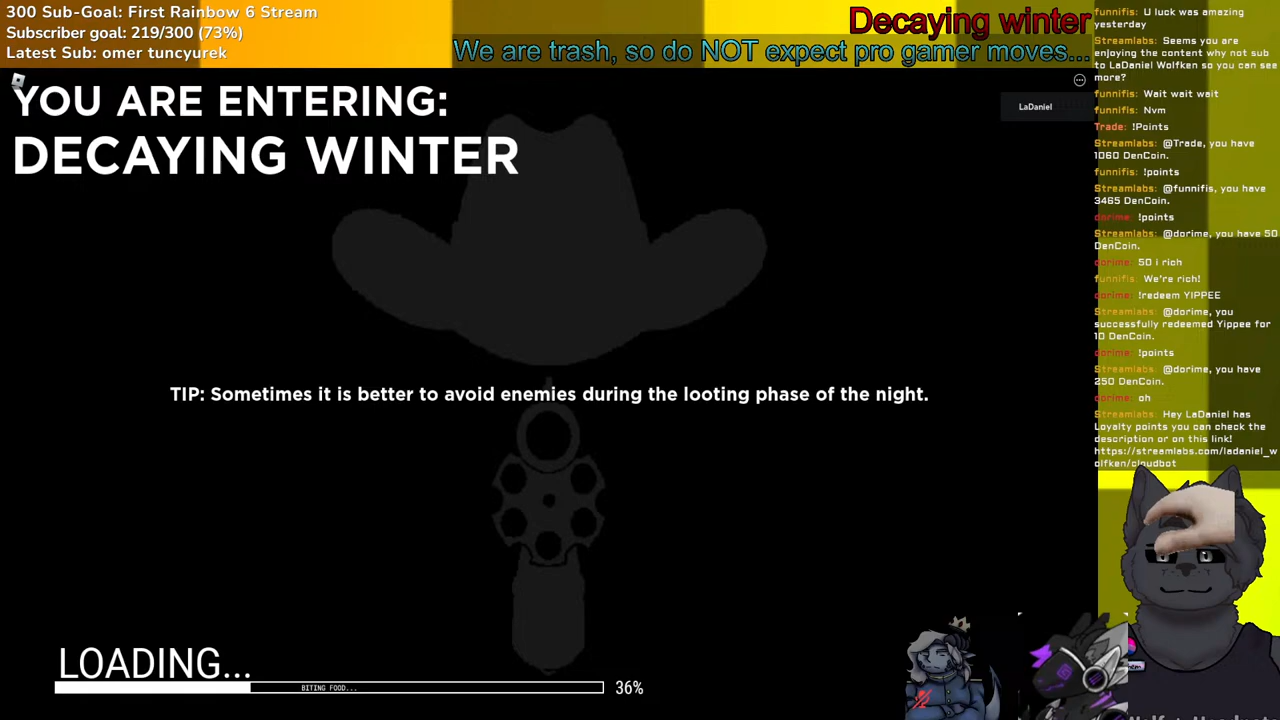 300 Sub-Goal: First Rainbow 6 Stream
Subscriber goal: 219/300 (73%)
Latest Sub: omer tuncyurek
Decaying winter
We are trash, so do NOT expect pro gamer moves...
YOU ARE ENTERING:
DECAYING WINTER
LaDaniel
TIP: Sometimes it is better to avoid enemies during the looting phase of the night.
LOADING...
BITING FOOD...
36%
funnifis: U luck was amazing
yesterday
Streamlabs: Seems you are
enjoying the content why not sub
to LaDaniel Wolfken so you can see
more?
funnifis: Wait wait wait
funnifis: Nvm
Trade: !Points
Streamlabs: @Trade, you have
1060 DenCoin.
funnifis: !points
Streamlabs: @funnifis, you have
3465 DenCoin.
dorime: !points
Streamlabs: @dorime, you have 50
DenCoin.
dorime: 50 i rich
funnifis: We're rich!
dorime: !redeem YIPPEE
Streamlabs: @dorime, you
successfully redeemed Yippee for
10 DenCoin.
dorime: !points
Streamlabs: @dorime, you have
250 DenCoin.
dorime: oh
Streamlabs: Hey LaDaniel has
Loyalty points you can check the
description or on this link!
https://streamlabs.com/ladaniel_w
olfken/cloudbot